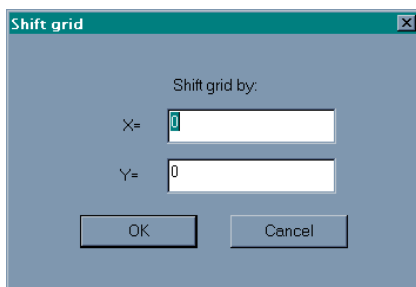 Shift grid
Shift grid by:
X= 0
Y= 0
OK Cancel